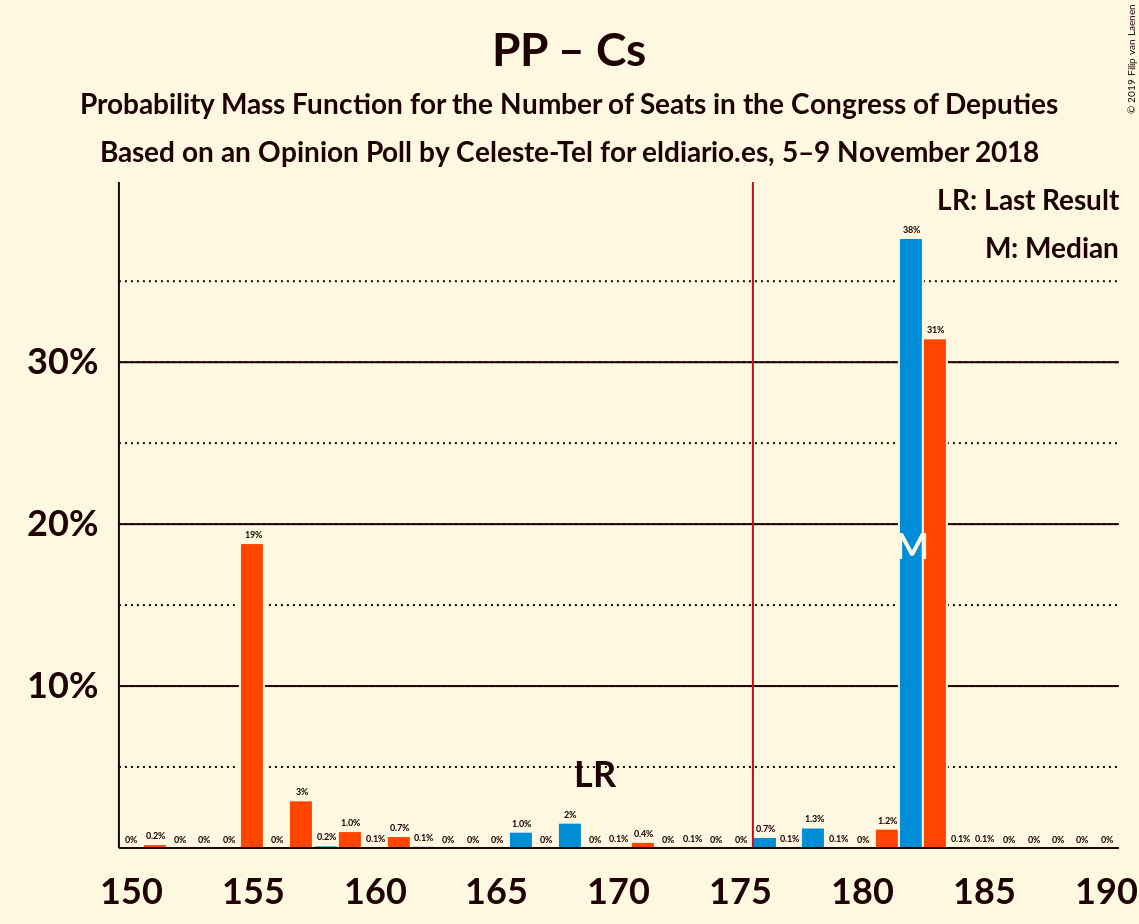 PP – Cs
Probability Mass Function for the Number of Seats in the Congress of Deputies
Based on an Opinion Poll by Celeste-Tel for eldiario.es, 5–9 November 2018
© 2019 Filip van Laenen
LR: Last Result
M: Median
30%
20%
10%
0% 0.2% 0% 0% 0% 19% 0% 3% 0.2% 1.0% 0.1% 0.7% 0.1% 0% 0% 0% 1.0% 0% 2% 0% 0.1% 0.4% 0% 0.1% 0% 0% 0.7% 0.1% 1.3% 0.1% 0% 1.2% 38% 31% 0.1% 0.1% 0% 0% 0% 0% 0%
LR
M
150 155 160 165 170 175 180 185 190